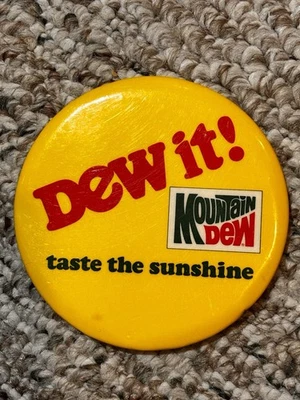 Dew it!
MOUNTAIN
DEW
taste the sunshine